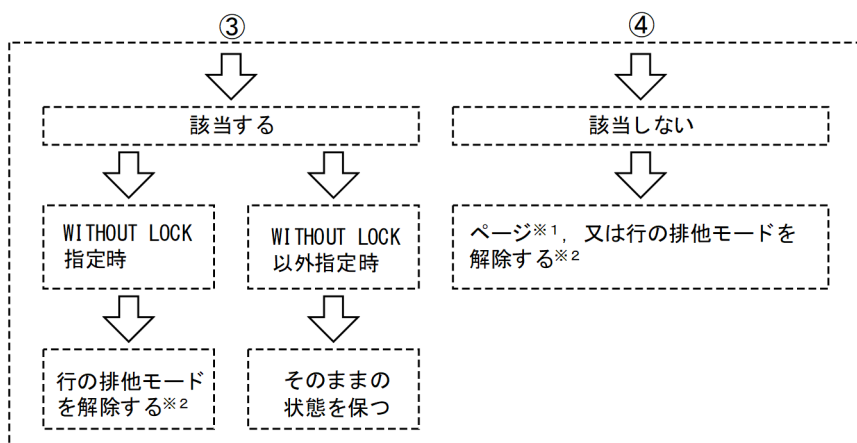 ③
④
該当する
該当しない
WITHOUT LOCK
指定時
WITHOUT LOCK
以外指定時
ページ※1，又は行の排他モードを
解除する※2
行の排他モード
を解除する※2
そのままの
状態を保つ